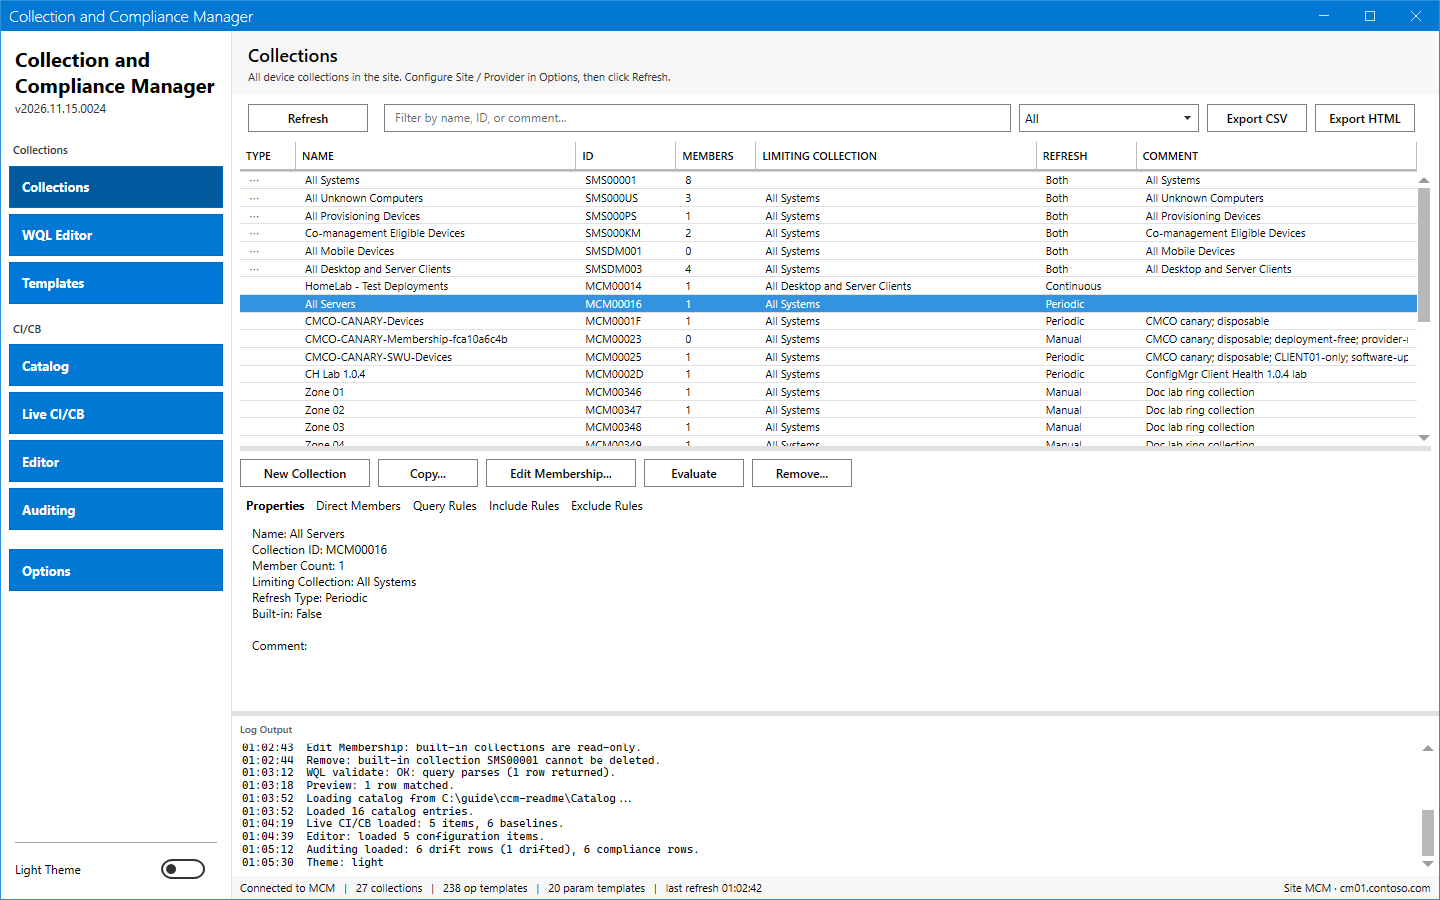 Collection and Compliance Manager
Collection and
Compliance Manager
v2026.11.15.0024
Collections
Collections
WQL Editor
Templates
CI/CB
Catalog
Live CI/CB
Editor
Auditing
Options
Light Theme
Collections
All device collections in the site. Configure Site / Provider in Options, then click Refresh.
Refresh Filter by name, ID, or comment... All Export CSV Export HTML
TYPE NAME ID MEMBERS LIMITING COLLECTION REFRESH COMMENT
... All Systems SMS00001 8 Both All Systems
... All Unknown Computers SMS000US 3 All Systems Both All Unknown Computers
... All Provisioning Devices SMS000PS 1 All Systems Both All Provisioning Devices
... Co-management Eligible Devices SMS000KM 2 All Systems Both Co-management Eligible Devices
... All Mobile Devices SMSDM001 0 All Systems Both All Mobile Devices
... All Desktop and Server Clients SMSDM003 4 All Systems Both All Desktop and Server Clients
HomeLab - Test Deployments MCM00014 1 All Desktop and Server Clients Continuous
All Servers MCM00016 1 All Systems Periodic
CMCO-CANARY-Devices MCM0001F 1 All Systems Periodic CMCO canary; disposable
CMCO-CANARY-Membership-fca10a6c4b MCM00023 0 All Systems Manual CMCO canary; disposable; deployment-free; provider-
CMCO-CANARY-SWU-Devices MCM00025 1 All Systems Periodic CMCO canary; disposable; CLIENT01-only; software-up
CH Lab 1.0.4 MCM0002D 1 All Systems Periodic ConfigMgr Client Health 1.0.4 lab
Zone 01 MCM00346 1 All Systems Manual Doc lab ring collection
Zone 02 MCM00347 1 All Systems Manual Doc lab ring collection
Zone 03 MCM00348 1 All Systems Manual Doc lab ring collection
Zone 04 MCM00349 1 All Systems Manual Doc lab ring collection
New Collection Copy... Edit Membership... Evaluate Remove...
Properties Direct Members Query Rules Include Rules Exclude Rules
Name: All Servers
Collection ID: MCM00016
Member Count: 1
Limiting Collection: All Systems
Refresh Type: Periodic
Built-in: False
Comment:
Log Output
01:02:43 Edit Membership: built-in collections are read-only.
01:02:44 Remove: built-in collection SMS00001 cannot be deleted.
01:03:12 WQL validate: OK: query parses (1 row returned).
01:03:18 Preview: 1 row matched.
01:03:52 Loading catalog from C:\guide\ccm-readme\Catalog...
01:03:52 Loaded 16 catalog entries.
01:04:19 Live CI/CB loaded: 5 items, 6 baselines.
01:04:39 Editor: loaded 5 configuration items.
01:05:12 Auditing loaded: 6 drift rows (1 drifted), 6 compliance rows.
01:05:30 Theme: light
Connected to MCM | 27 collections | 238 op templates | 20 param templates | last refresh 01:02:42 Site MCM · cm01.contoso.com